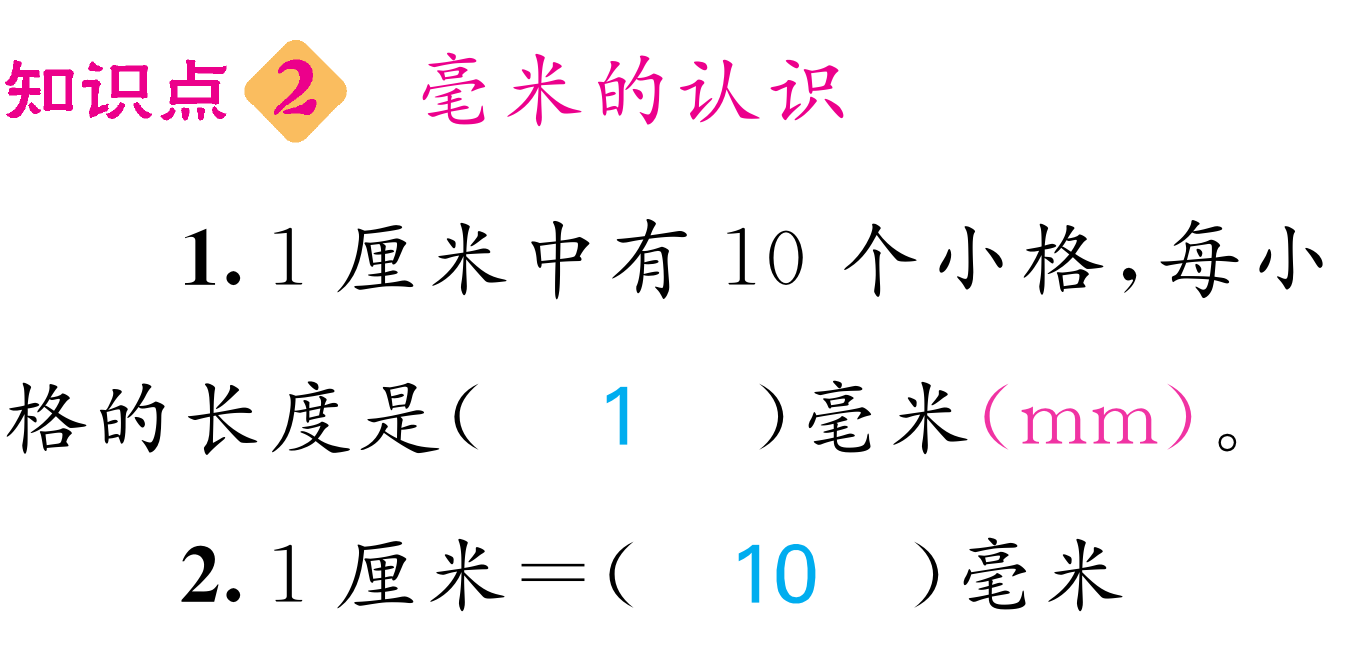 知识点2 毫米的认识
1. 1 厘米中有 10 个小格,每小
格的长度是( 1 )毫米(mm)。
2. 1 厘米=( 10 )毫米